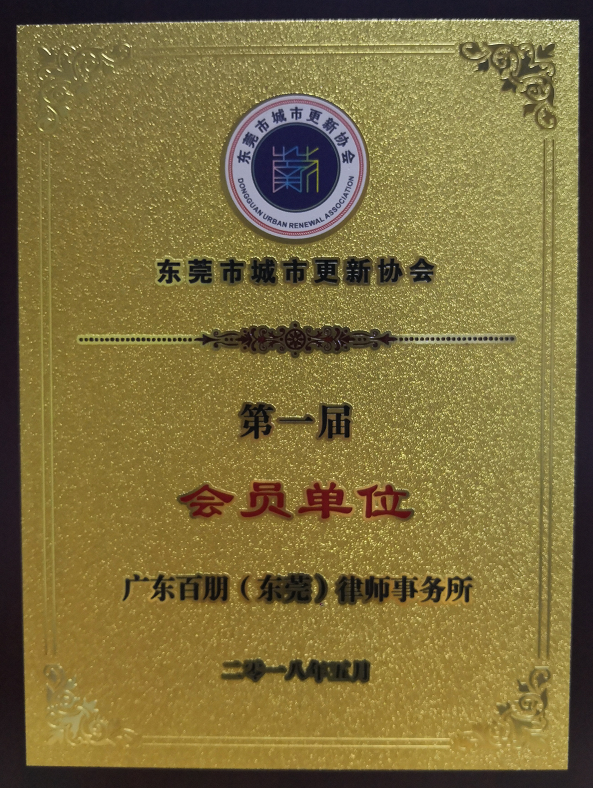 东莞市城市更新协会
DONGGUAN URBAN RENEWAL ASSOCIATION
东莞市城市更新协会
第一届
会员单位
广东百朋（东莞）律师事务所
二零一八年五月